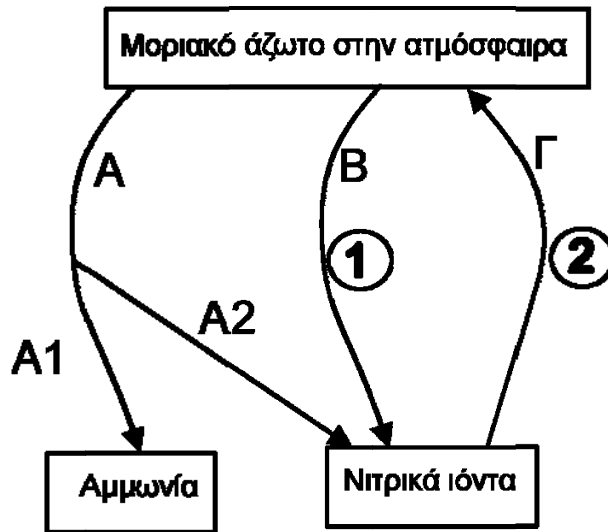 Μοριακό άζωτο στην ατμόσφαιρα
Α
Β
Γ
1
2
Α2
Α1
Αμμωνία
Νιτρικά ιόντα